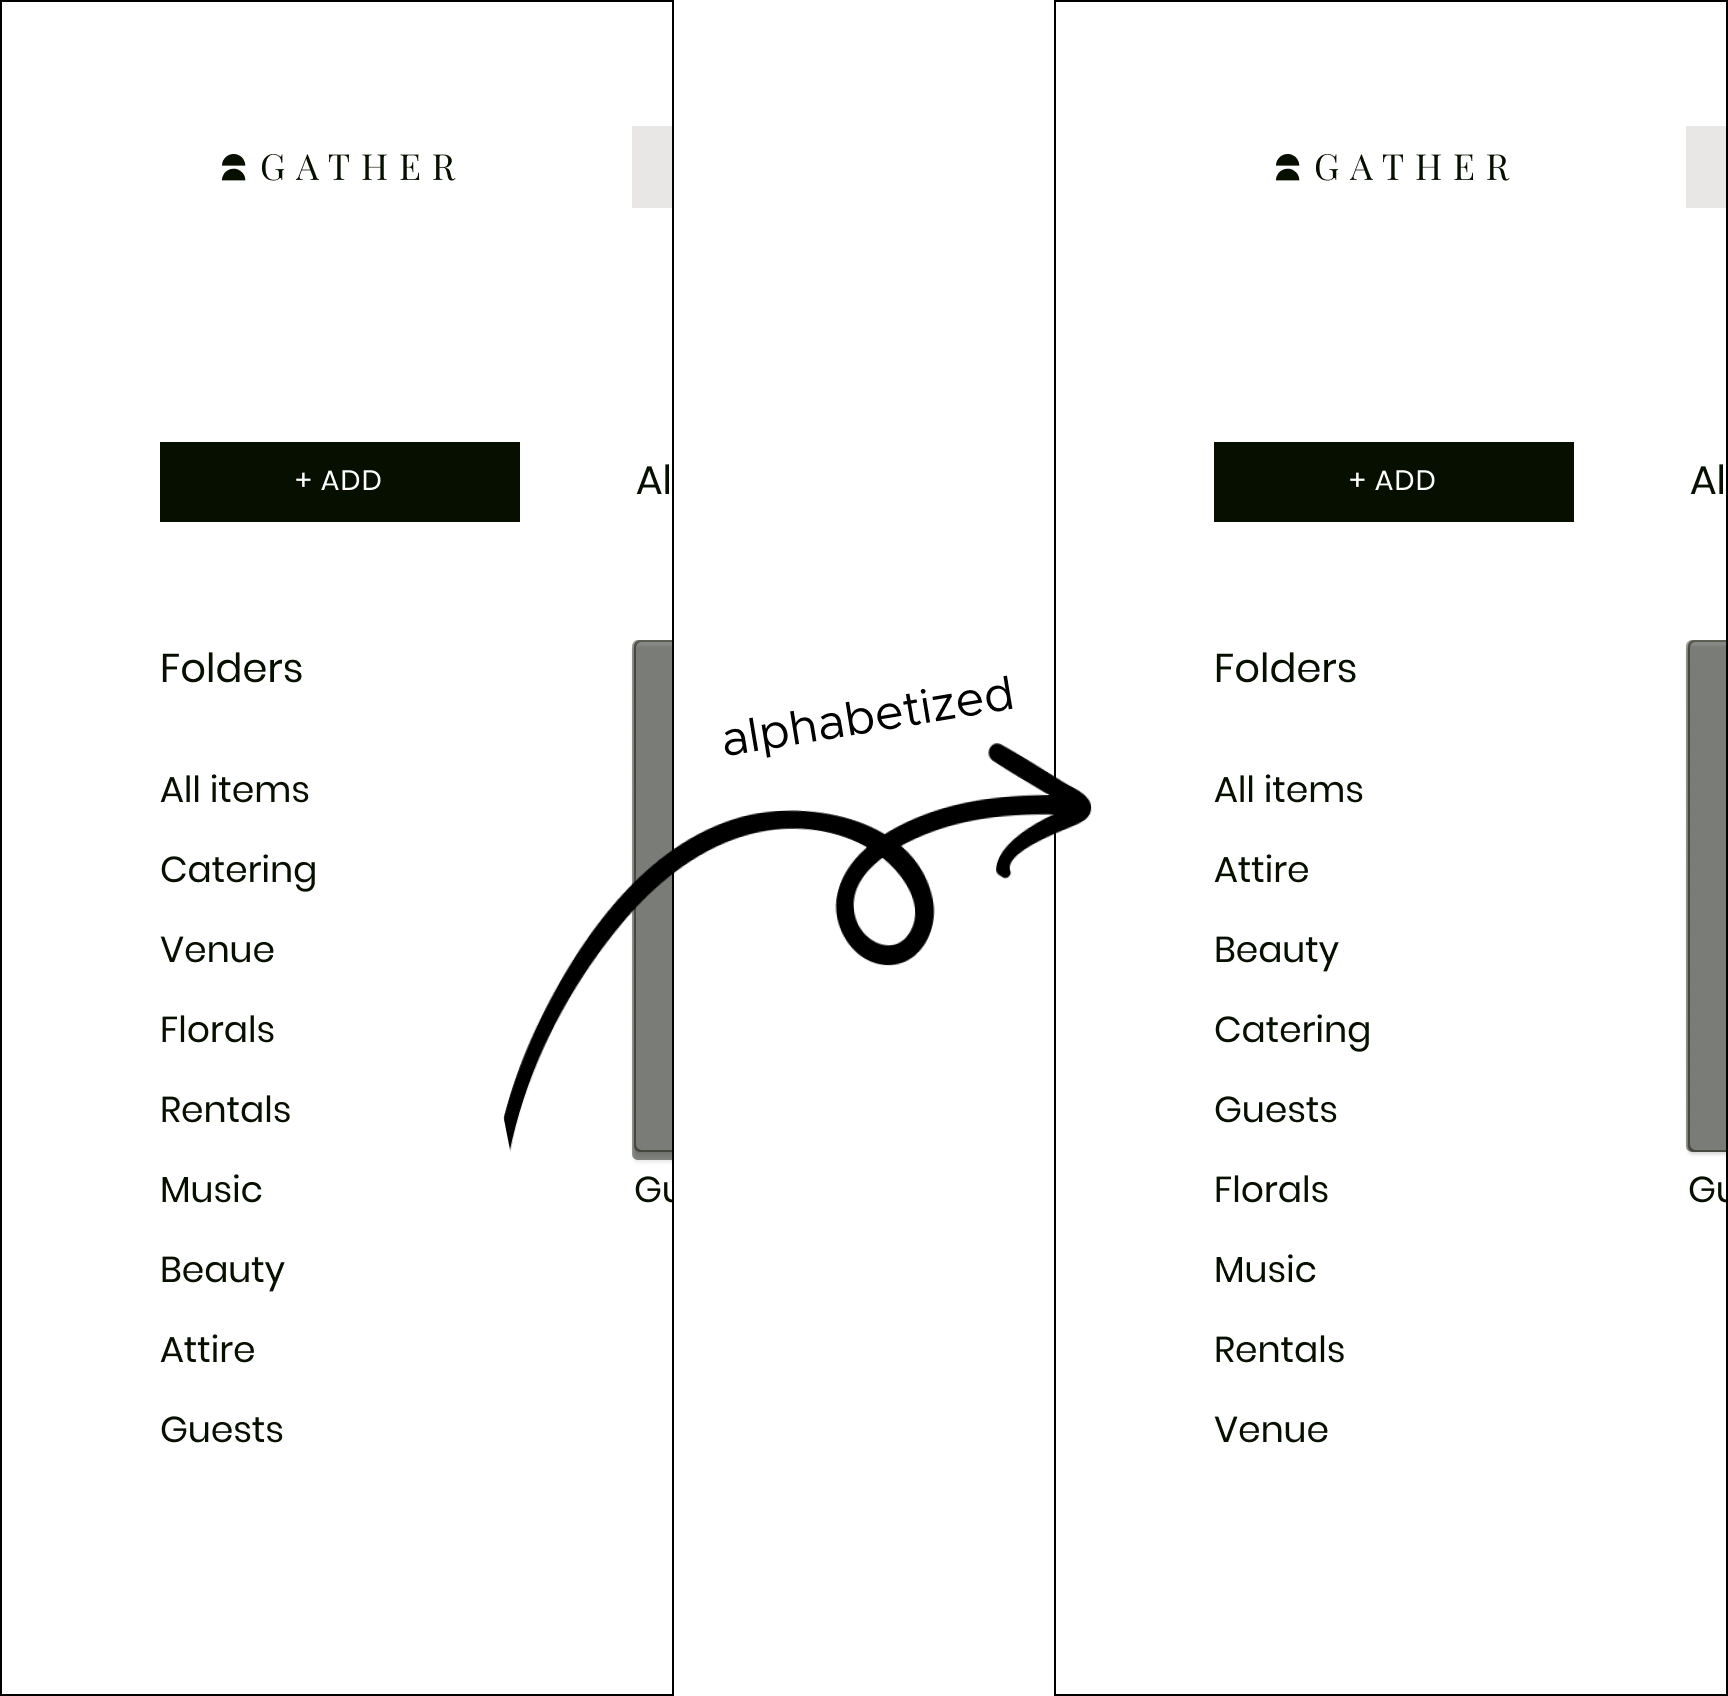 GATHER
+ ADD
Al
Folders
All items
Catering
Venue
Florals
Rentals
Music
Beauty
Attire
Guests
Gu
alphabetized
GATHER
+ ADD
Al
Folders
All items
Attire
Beauty
Catering
Guests
Florals
Music
Rentals
Venue
Gu